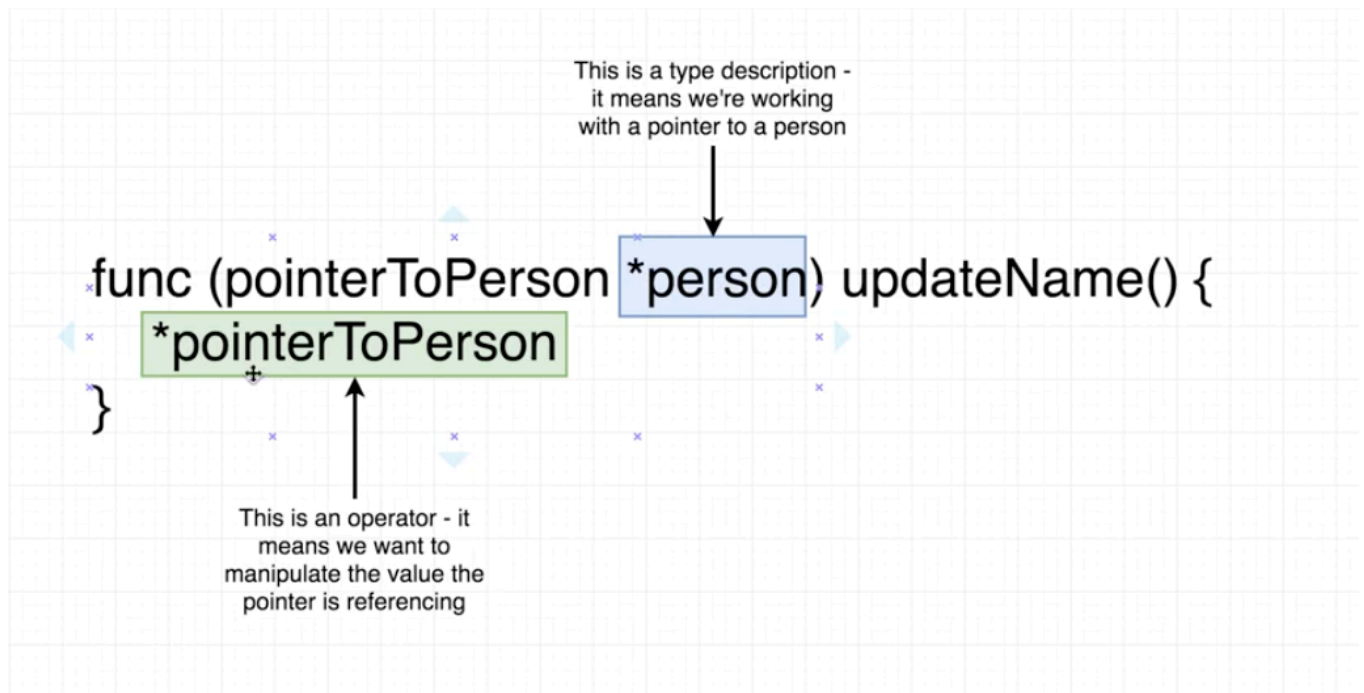 This is a type description -
it means we're working
with a pointer to a person
func (pointerToPerson *person) updateName() {
*pointerToPerson
}
This is an operator - it
means we want to
manipulate the value the
pointer is referencing